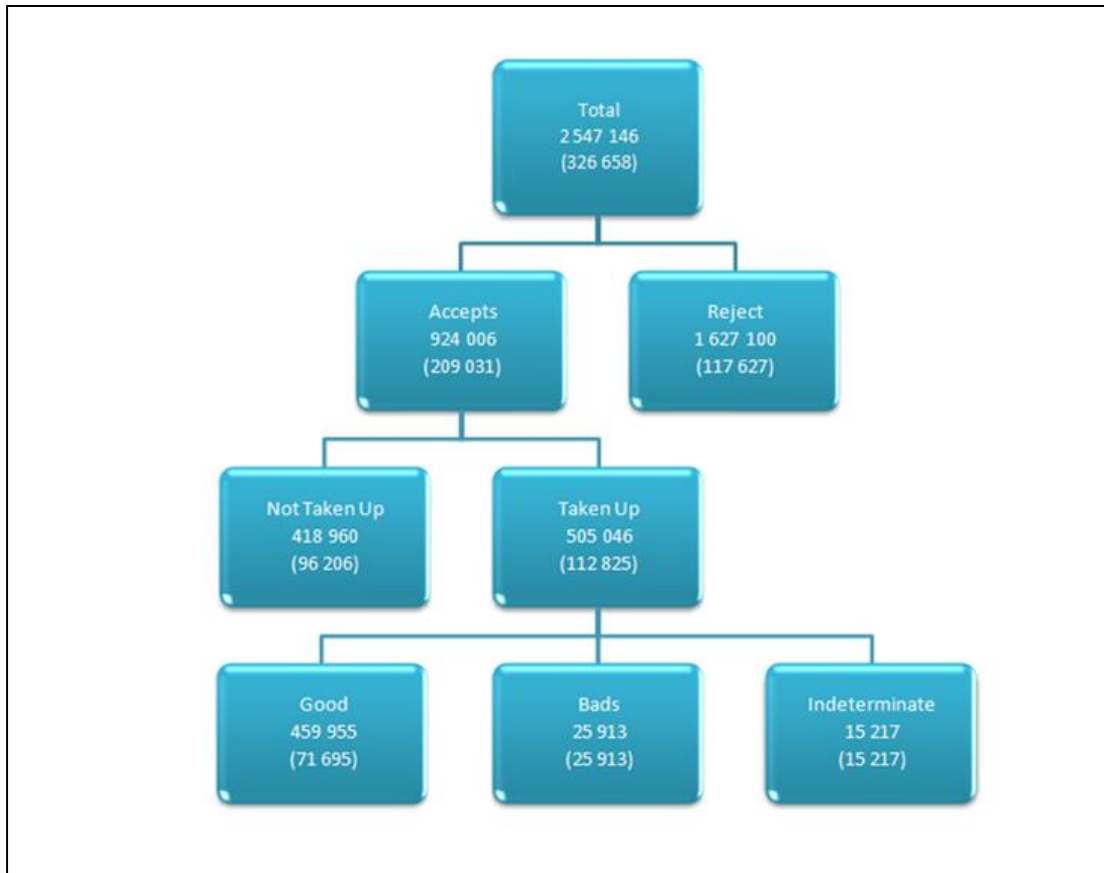 Total
2 547 146
(326 658)
Accepts
924 006
(209 031)
Reject
1 627 100
(117 627)
Not Taken Up
418 960
(96 206)
Taken Up
505 046
(112 825)
Good
459 955
(71 695)
Bads
25 913
(25 913)
Indeterminate
15 217
(15 217)